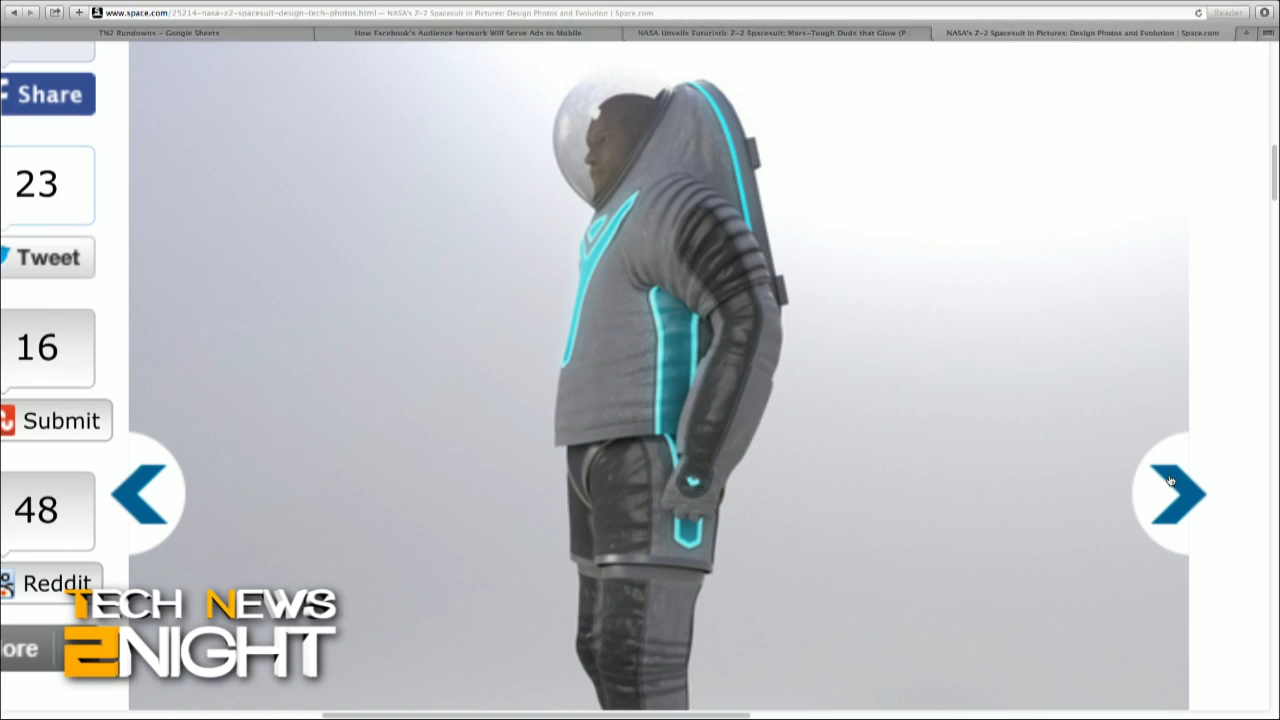 www.space.com/25214-nasa-z2-spacesuit-design-tech-photos.html — NASA's Z-2 Spacesuit in Pictures: Design Photos and Evolution | Space.com
Reader
TN2 Rundowns - Google Sheets
How Facebook's Audience Network Will Serve Ads to Mobile
NASA Unveils Futuristic Z-2 Spacesuit: Mars-Tough Duds that Glow (P
NASA's Z-2 Spacesuit in Pictures: Design Photos and Evolution | Space.com
Share
23
Tweet
16
Submit
48
Reddit
ore
TECH NEWS
2NIGHT